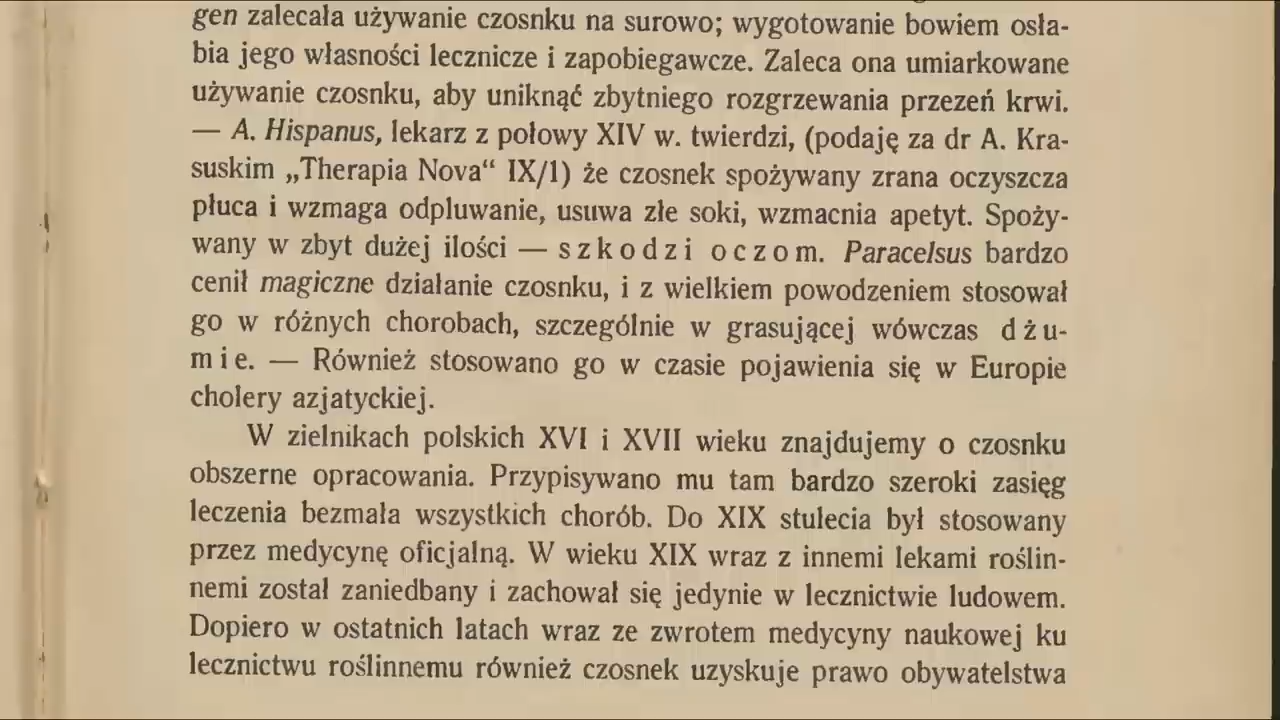 gen zalecała używanie czosnku na surowo; wygotowanie bowiem osła-
bia jego własności lecznicze i zapobiegawcze. Zaleca ona umiarkowane
używanie czosnku, aby uniknąć zbytniego rozgrzewania przezeń krwi.
— A. Hispanus, lekarz z połowy XIV w. twierdzi, (podaję za dr A. Kra-
suskim „Therapia Nova“ IX/1) że czosnek spożywany zrana oczyszcza
płuca i wzmaga odpluwanie, usuwa złe soki, wzmacnia apetyt. Spoży-
wany w zbyt dużej ilości — szkodzi oczom. Paracelsus bardzo
cenił magiczne działanie czosnku, i z wielkiem powodzeniem stosował
go w różnych chorobach, szczególnie w grasującej wówczas dżu-
mie. — Również stosowano go w czasie pojawienia się w Europie
cholery azjatyckiej.
W zielnikach polskich XVI i XVII wieku znajdujemy o czosnku
obszerne opracowania. Przypisywano mu tam bardzo szeroki zasięg
leczenia bezmała wszystkich chorób. Do XIX stulecia był stosowany
przez medycynę oficjalną. W wieku XIX wraz z innemi lekami roślin-
nemi został zaniedbany i zachował się jedynie w lecznictwie ludowem.
Dopiero w ostatnich latach wraz ze zwrotem medycyny naukowej ku
lecznictwu roślinnemu również czosnek uzyskuje prawo obywatelstwa